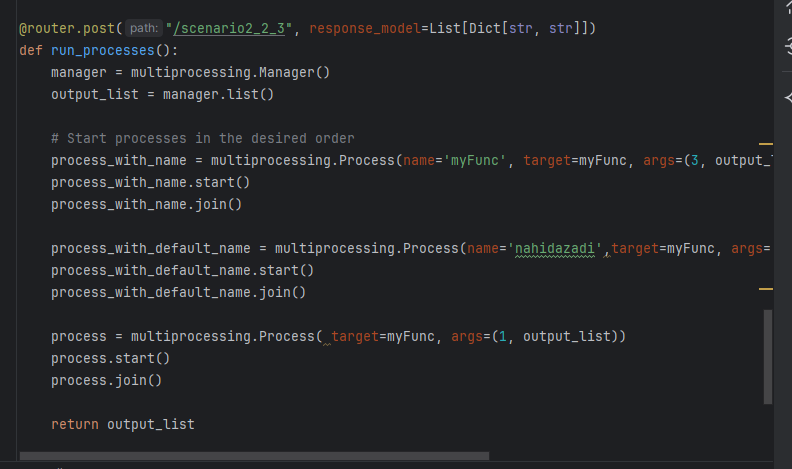 @router.post( path: "/scenario2_2_3", response_model=List[Dict[str, str]])
def run_processes():
    manager = multiprocessing.Manager()
    output_list = manager.list()

    # Start processes in the desired order
    process_with_name = multiprocessing.Process(name='myFunc', target=myFunc, args=(3, output_l
    process_with_name.start()
    process_with_name.join()

    process_with_default_name = multiprocessing.Process(name='nahidazadi',target=myFunc, args=
    process_with_default_name.start()
    process_with_default_name.join()

    process = multiprocessing.Process( target=myFunc, args=(1, output_list))
    process.start()
    process.join()

    return output_list